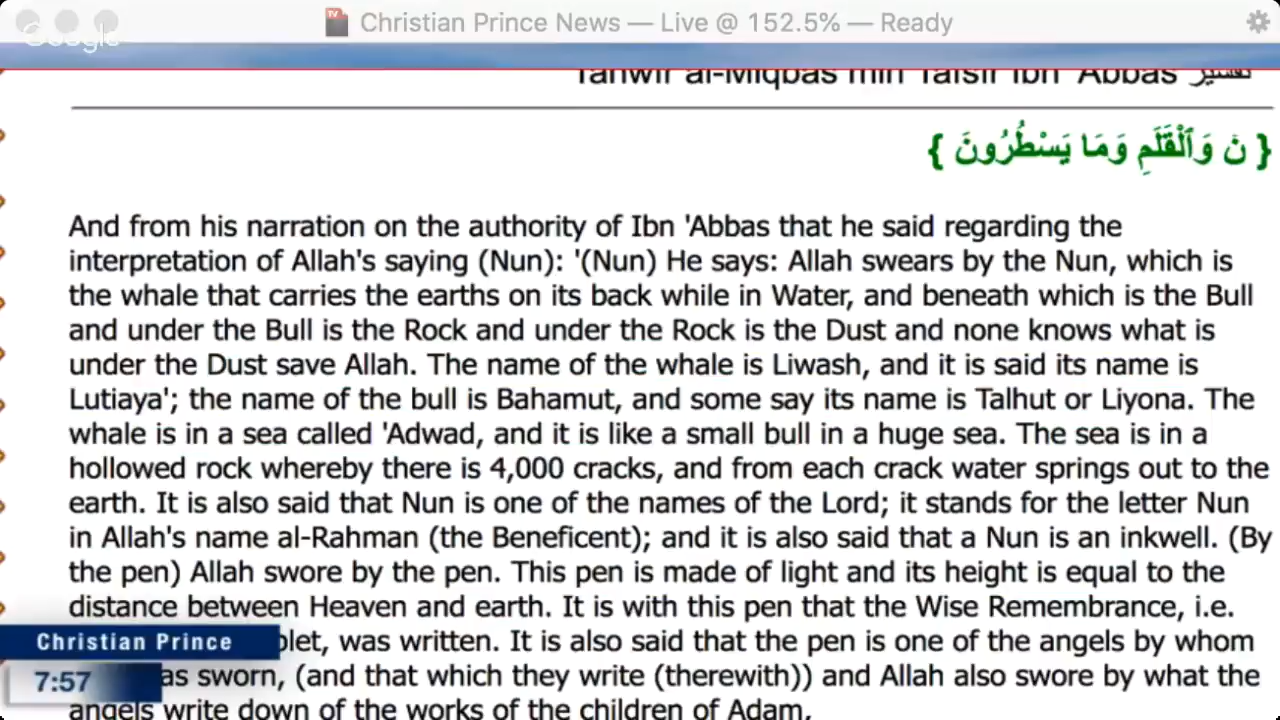 Christian Prince News — Live @ 152.5% — Ready
Google
Tanwîr al-Miqbâs min Tafsîr Ibn 'Abbâs تفسير
{ نۤ وَٱلْقَلَمِ وَمَا يَسْطُرُونَ }
And from his narration on the authority of Ibn 'Abbas that he said regarding the
interpretation of Allah's saying (Nun): '(Nun) He says: Allah swears by the Nun, which is
the whale that carries the earths on its back while in Water, and beneath which is the Bull
and under the Bull is the Rock and under the Rock is the Dust and none knows what is
under the Dust save Allah. The name of the whale is Liwash, and it is said its name is
Lutiaya'; the name of the bull is Bahamut, and some say its name is Talhut or Liyona. The
whale is in a sea called 'Adwad, and it is like a small bull in a huge sea. The sea is in a
hollowed rock whereby there is 4,000 cracks, and from each crack water springs out to the
earth. It is also said that Nun is one of the names of the Lord; it stands for the letter Nun
in Allah's name al-Rahman (the Beneficent); and it is also said that a Nun is an inkwell. (By
the pen) Allah swore by the pen. This pen is made of light and its height is equal to the
distance between Heaven and earth. It is with this pen that the Wise Remembrance, i.e.
blet, was written. It is also said that the pen is one of the angels by whom
as sworn, (and that which they write (therewith)) and Allah also swore by what the
angels write down of the works of the children of Adam,
Christian Prince
7:57